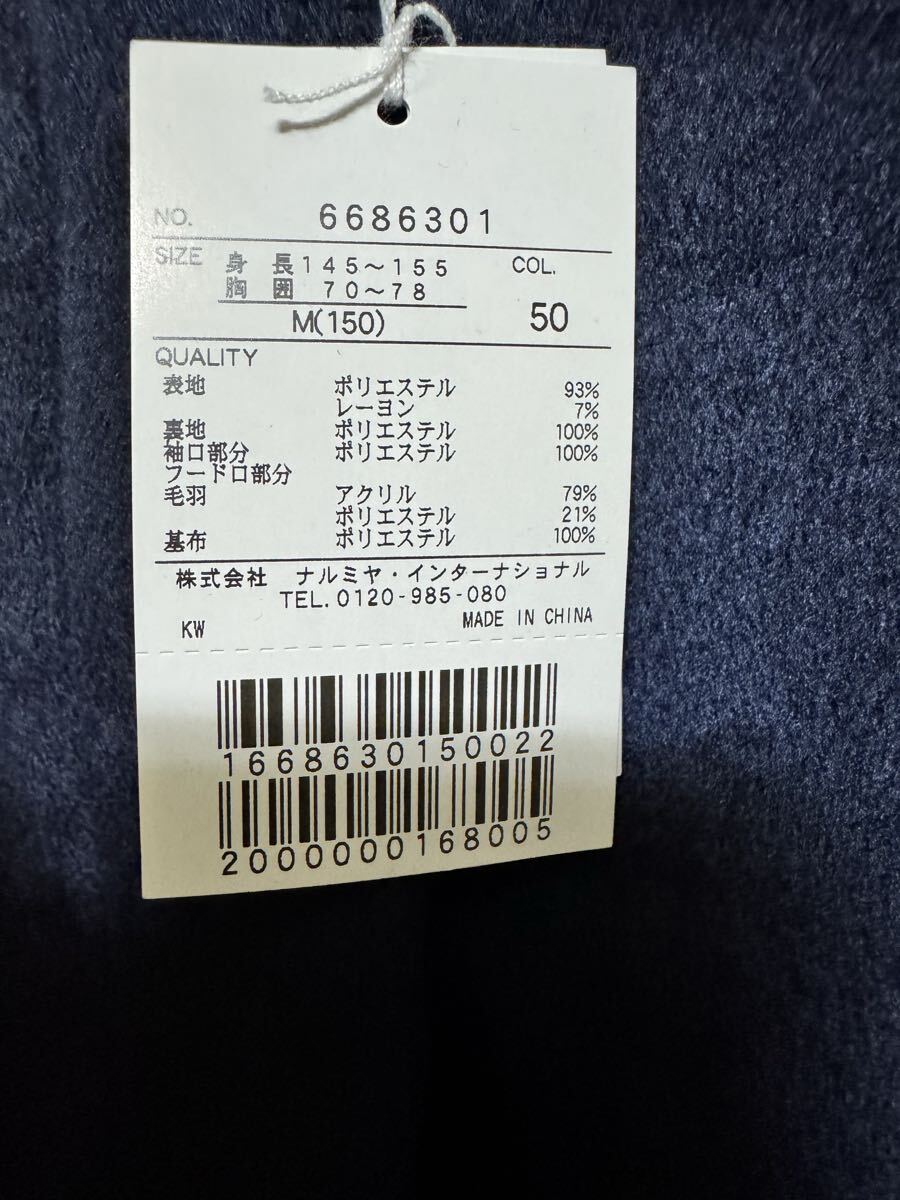 NO. 6686301
SIZE 身長 145～155 COL.
胸囲 70～78
M(150) 50
QUALITY
表地 ポリエステル 93%
レーヨン 7%
裏地 ポリエステル 100%
袖口部分 ポリエステル 100%
フード口部分
毛羽 アクリル 79%
ポリエステル 21%
基布 ポリエステル 100%
株式会社 ナルミヤ・インターナショナル
TEL.0120-985-080
KW MADE IN CHINA
1668630150022
2000000168005